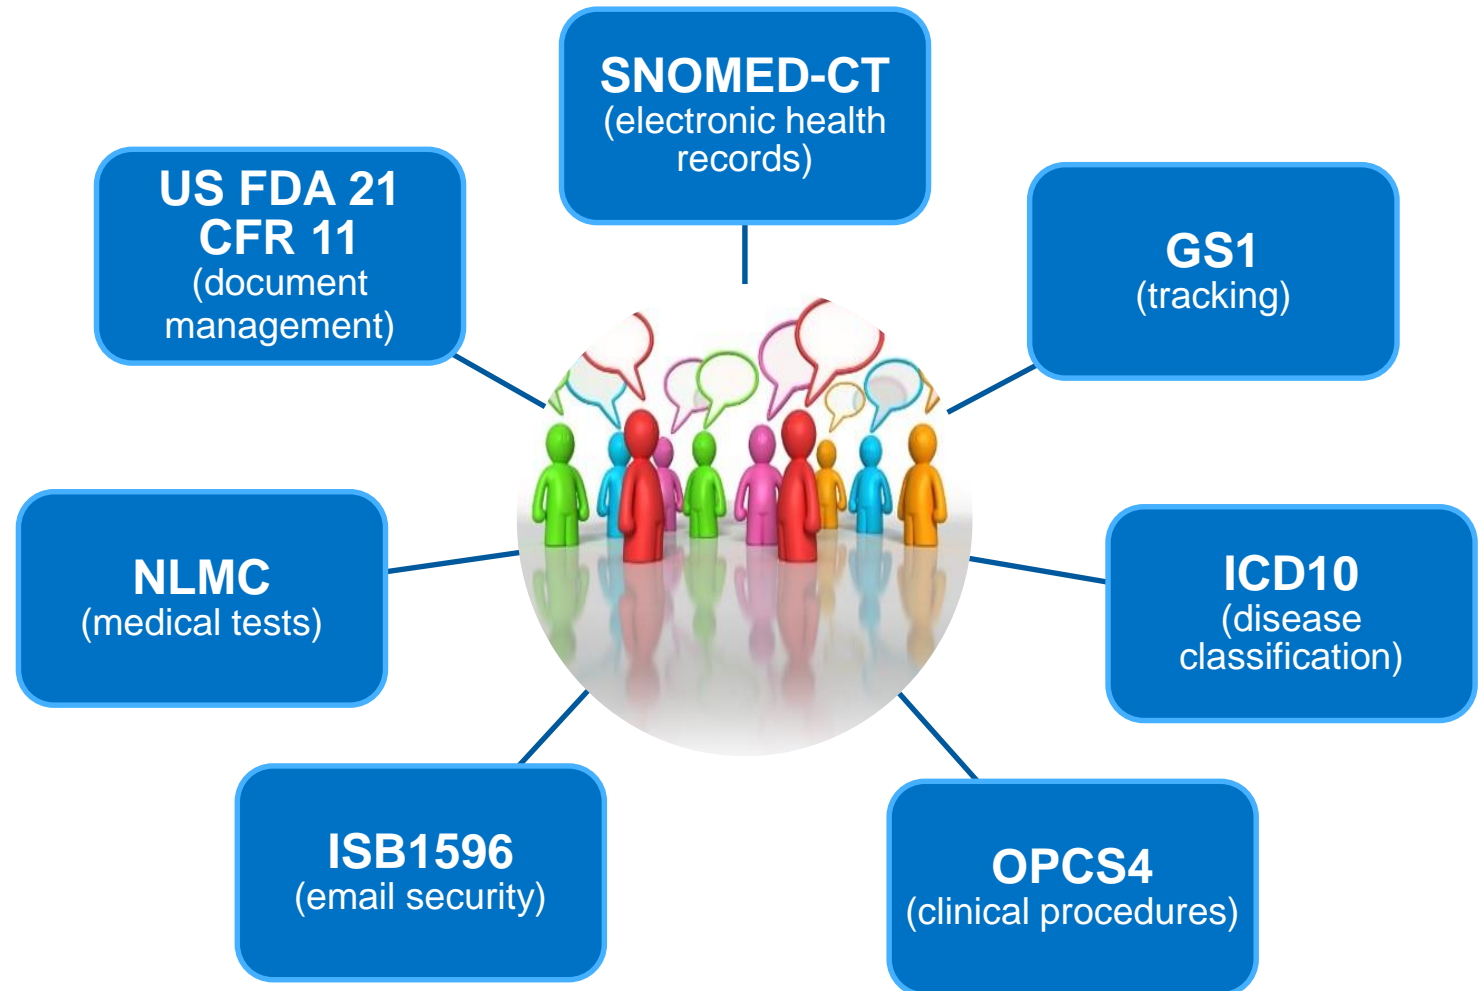 SNOMED-CT
(electronic health
records)
US FDA 21
CFR 11
(document
management)
GS1
(tracking)
NLMC
(medical tests)
ICD10
(disease
classification)
ISB1596
(email security)
OPCS4
(clinical procedures)